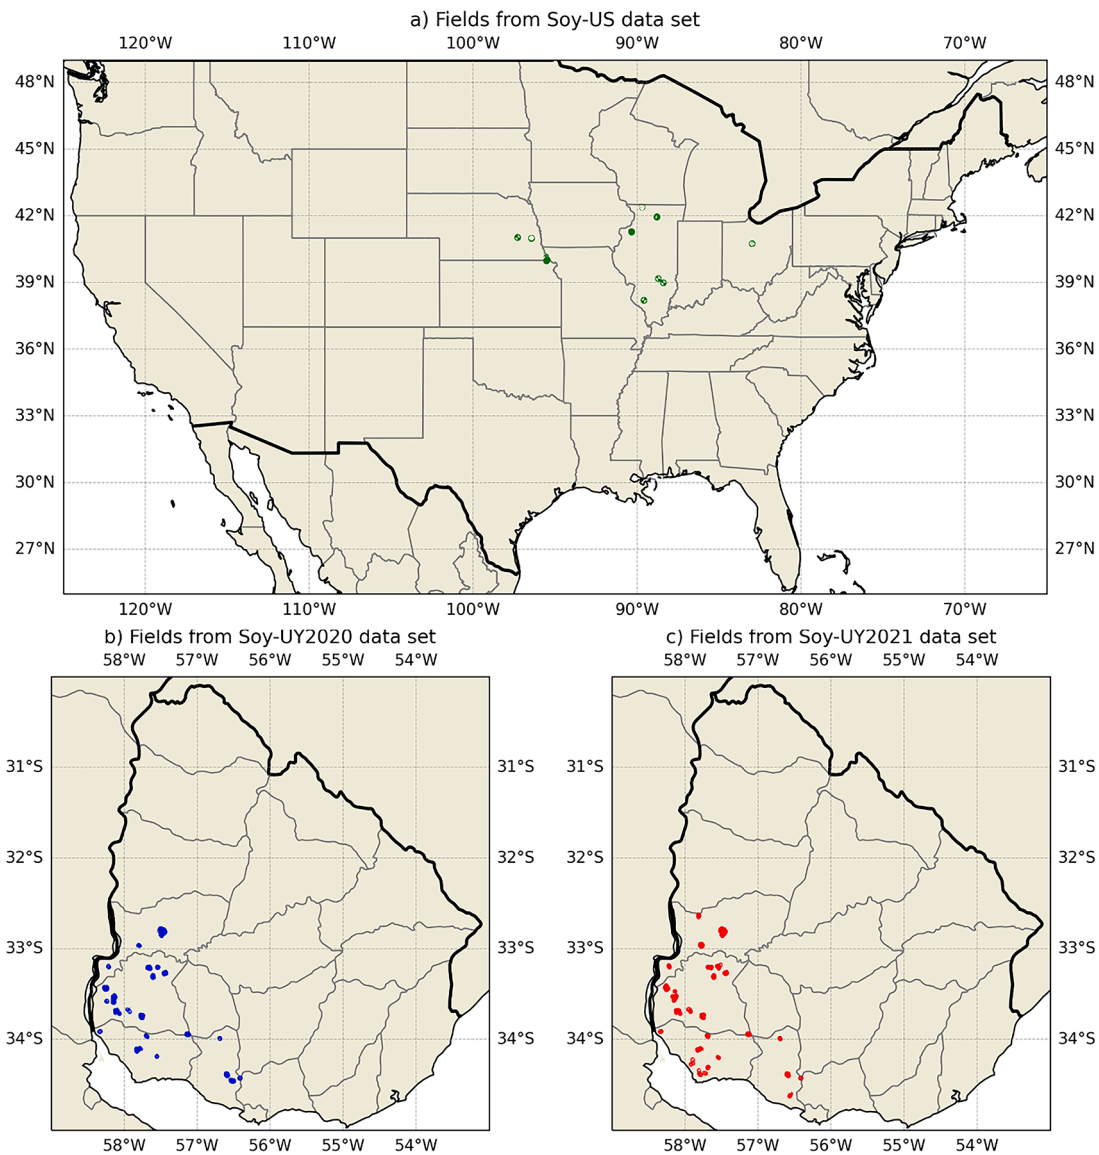 a) Fields from Soy-US data set
120°W 110°W 100°W 90°W 80°W 70°W
48°N 48°N
45°N 45°N
42°N 42°N
39°N 39°N
36°N 36°N
33°N 33°N
30°N 30°N
27°N 27°N
120°W 110°W 100°W 90°W 80°W 70°W
b) Fields from Soy-UY2020 data set
58°W 57°W 56°W 55°W 54°W
31°S 31°S
32°S 32°S
33°S 33°S
34°S 34°S
58°W 57°W 56°W 55°W 54°W
c) Fields from Soy-UY2021 data set
58°W 57°W 56°W 55°W 54°W
31°S 31°S
32°S 32°S
33°S 33°S
34°S 34°S
58°W 57°W 56°W 55°W 54°W